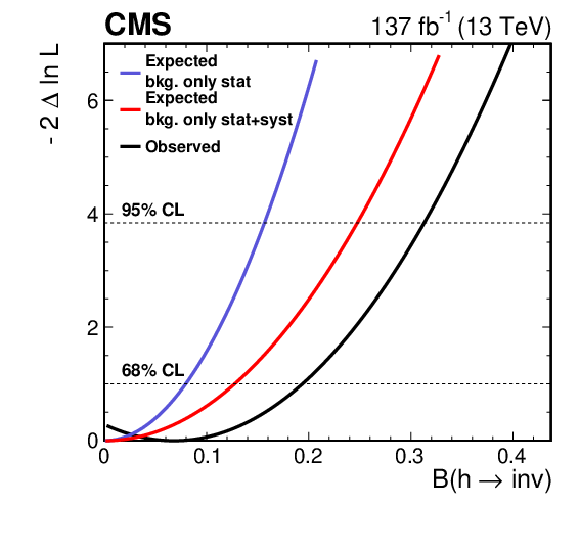 CMS
137 fb-1 (13 TeV)
- 2 Δ ln L
Expected
bkg. only stat
Expected
bkg. only stat+syst
Observed
6
95% CL
4
2
68% CL
0
0 0.1 0.2 0.3 0.4
B(h → inv)